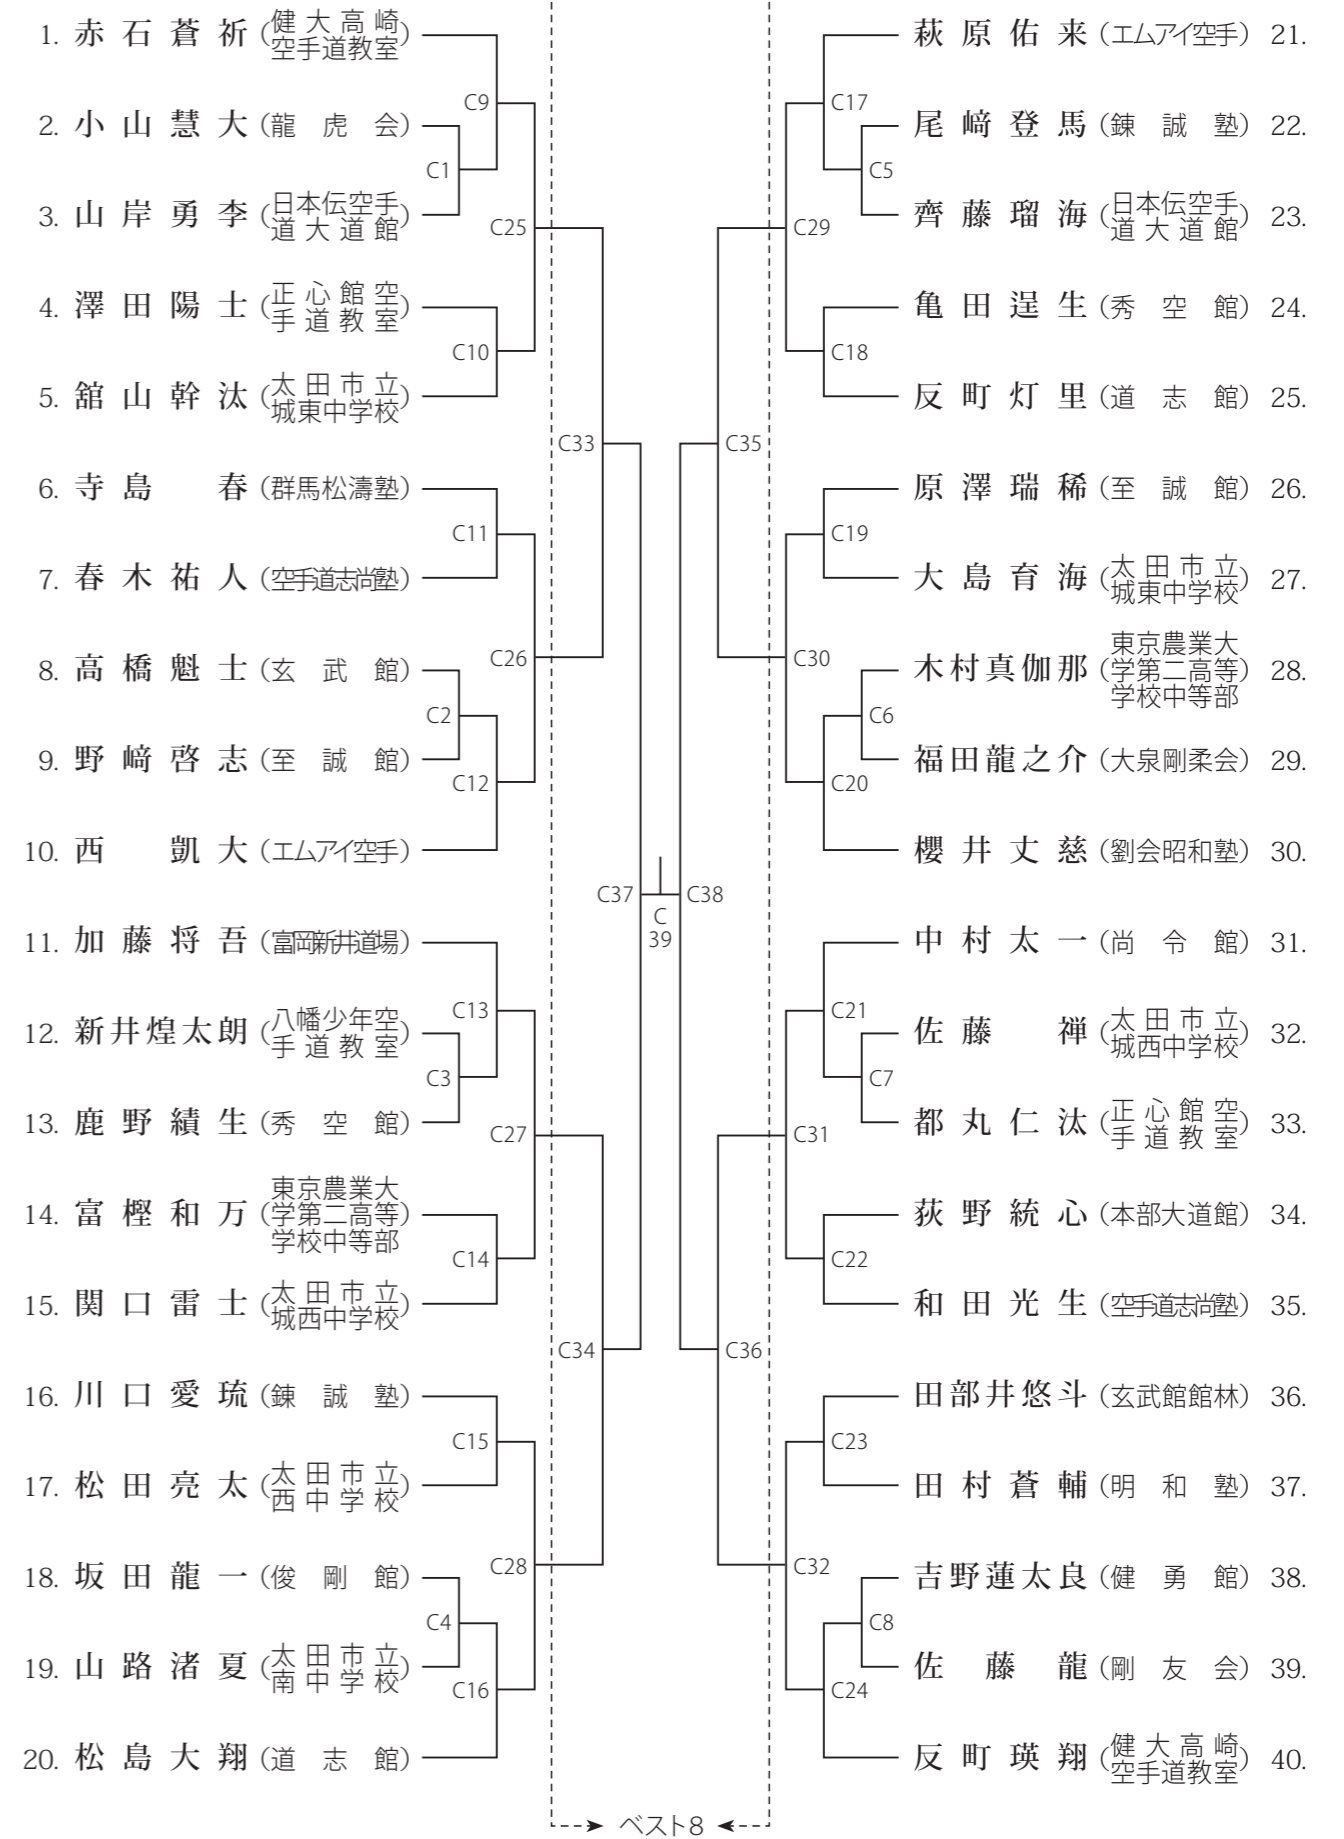 1. 赤石蒼祈 (健大高崎空手道教室)
C9
2. 小山慧大 (龍虎会)
C1
3. 山岸勇李 (日本伝空手道大道館)
C25
4. 澤田陽士 (正心館空手道教室)
C10
5. 舘山幹汰 (太田市立城東中学校)
C33
6. 寺島春 (群馬松濤塾)
C11
7. 春木祐人 (空手道志尚塾)
8. 高橋魁士 (玄武館)
C26
C2
9. 野﨑啓志 (至誠館)
C12
10. 西凱大 (エムアイ空手)
C37
11. 加藤将吾 (富岡新井道場)
C13
12. 新井煌太朗 (八幡少年空手道教室)
C3
13. 鹿野績生 (秀空館)
C27
14. 富樫和万 (東京農業大学第二高等学校中等部)
C14
15. 関口雷士 (太田市立城西中学校)
C34
16. 川口愛琉 (錬誠塾)
C15
17. 松田亮太 (太田市立西中学校)
C28
18. 坂田龍一 (俊剛館)
C4
19. 山路渚夏 (太田市立南中学校)
C16
20. 松島大翔 (道志館)
C
39
萩原佑来 (エムアイ空手) 21.
C17
尾﨑登馬 (錬誠塾) 22.
C5
齊藤瑠海 (日本伝空手道大道館) 23.
C29
亀田逞生 (秀空館) 24.
C18
反町灯里 (道志館) 25.
C35
原澤瑞稀 (至誠館) 26.
C19
大島育海 (太田市立城東中学校) 27.
C30
木村真伽那 (東京農業大学第二高等学校中等部) 28.
C6
福田龍之介 (大泉剛柔会) 29.
C20
櫻井丈慈 (劉会昭和塾) 30.
C38
中村太一 (尚令館) 31.
C21
佐藤禅 (太田市立城西中学校) 32.
C7
都丸仁汰 (正心館空手道教室) 33.
C31
荻野統心 (本部大道館) 34.
C22
和田光生 (空手道志尚塾) 35.
C36
田部井悠斗 (玄武館館林) 36.
C23
田村蒼輔 (明和塾) 37.
C32
吉野蓮太良 (健勇館) 38.
C8
佐藤龍 (剛友会) 39.
C24
反町瑛翔 (健大高崎空手道教室) 40.
ベスト8